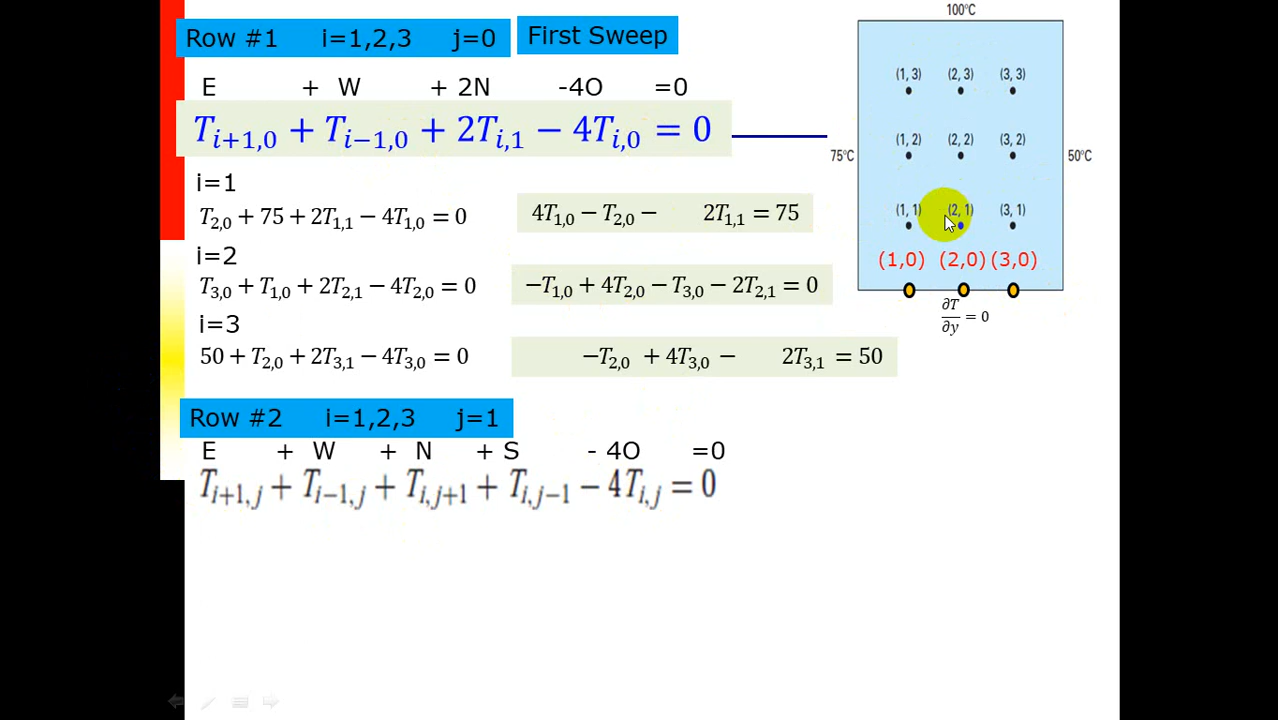 Row #1 i=1,2,3 j=0
First Sweep
E + W + 2N -4O =0
T_{i+1,0} + T_{i−1,0} + 2T_{i,1} − 4T_{i,0} = 0
i=1
T_{2,0} + 75 + 2T_{1,1} − 4T_{1,0} = 0
4T_{1,0} − T_{2,0} − 2T_{1,1} = 75
i=2
T_{3,0} + T_{1,0} + 2T_{2,1} − 4T_{2,0} = 0
−T_{1,0} + 4T_{2,0} − T_{3,0} − 2T_{2,1} = 0
i=3
50 + T_{2,0} + 2T_{3,1} − 4T_{3,0} = 0
−T_{2,0} + 4T_{3,0} − 2T_{3,1} = 50
Row #2 i=1,2,3 j=1
E + W + N + S - 4O =0
T_{i+1,j} + T_{i−1,j} + T_{i,j+1} + T_{i,j−1} − 4T_{i,j} = 0
100°C
(1, 3) (2, 3) (3, 3)
(1, 2) (2, 2) (3, 2)
75°C 50°C
(1, 1) (2, 1) (3, 1)
(1,0) (2,0) (3,0)
∂T/∂y = 0